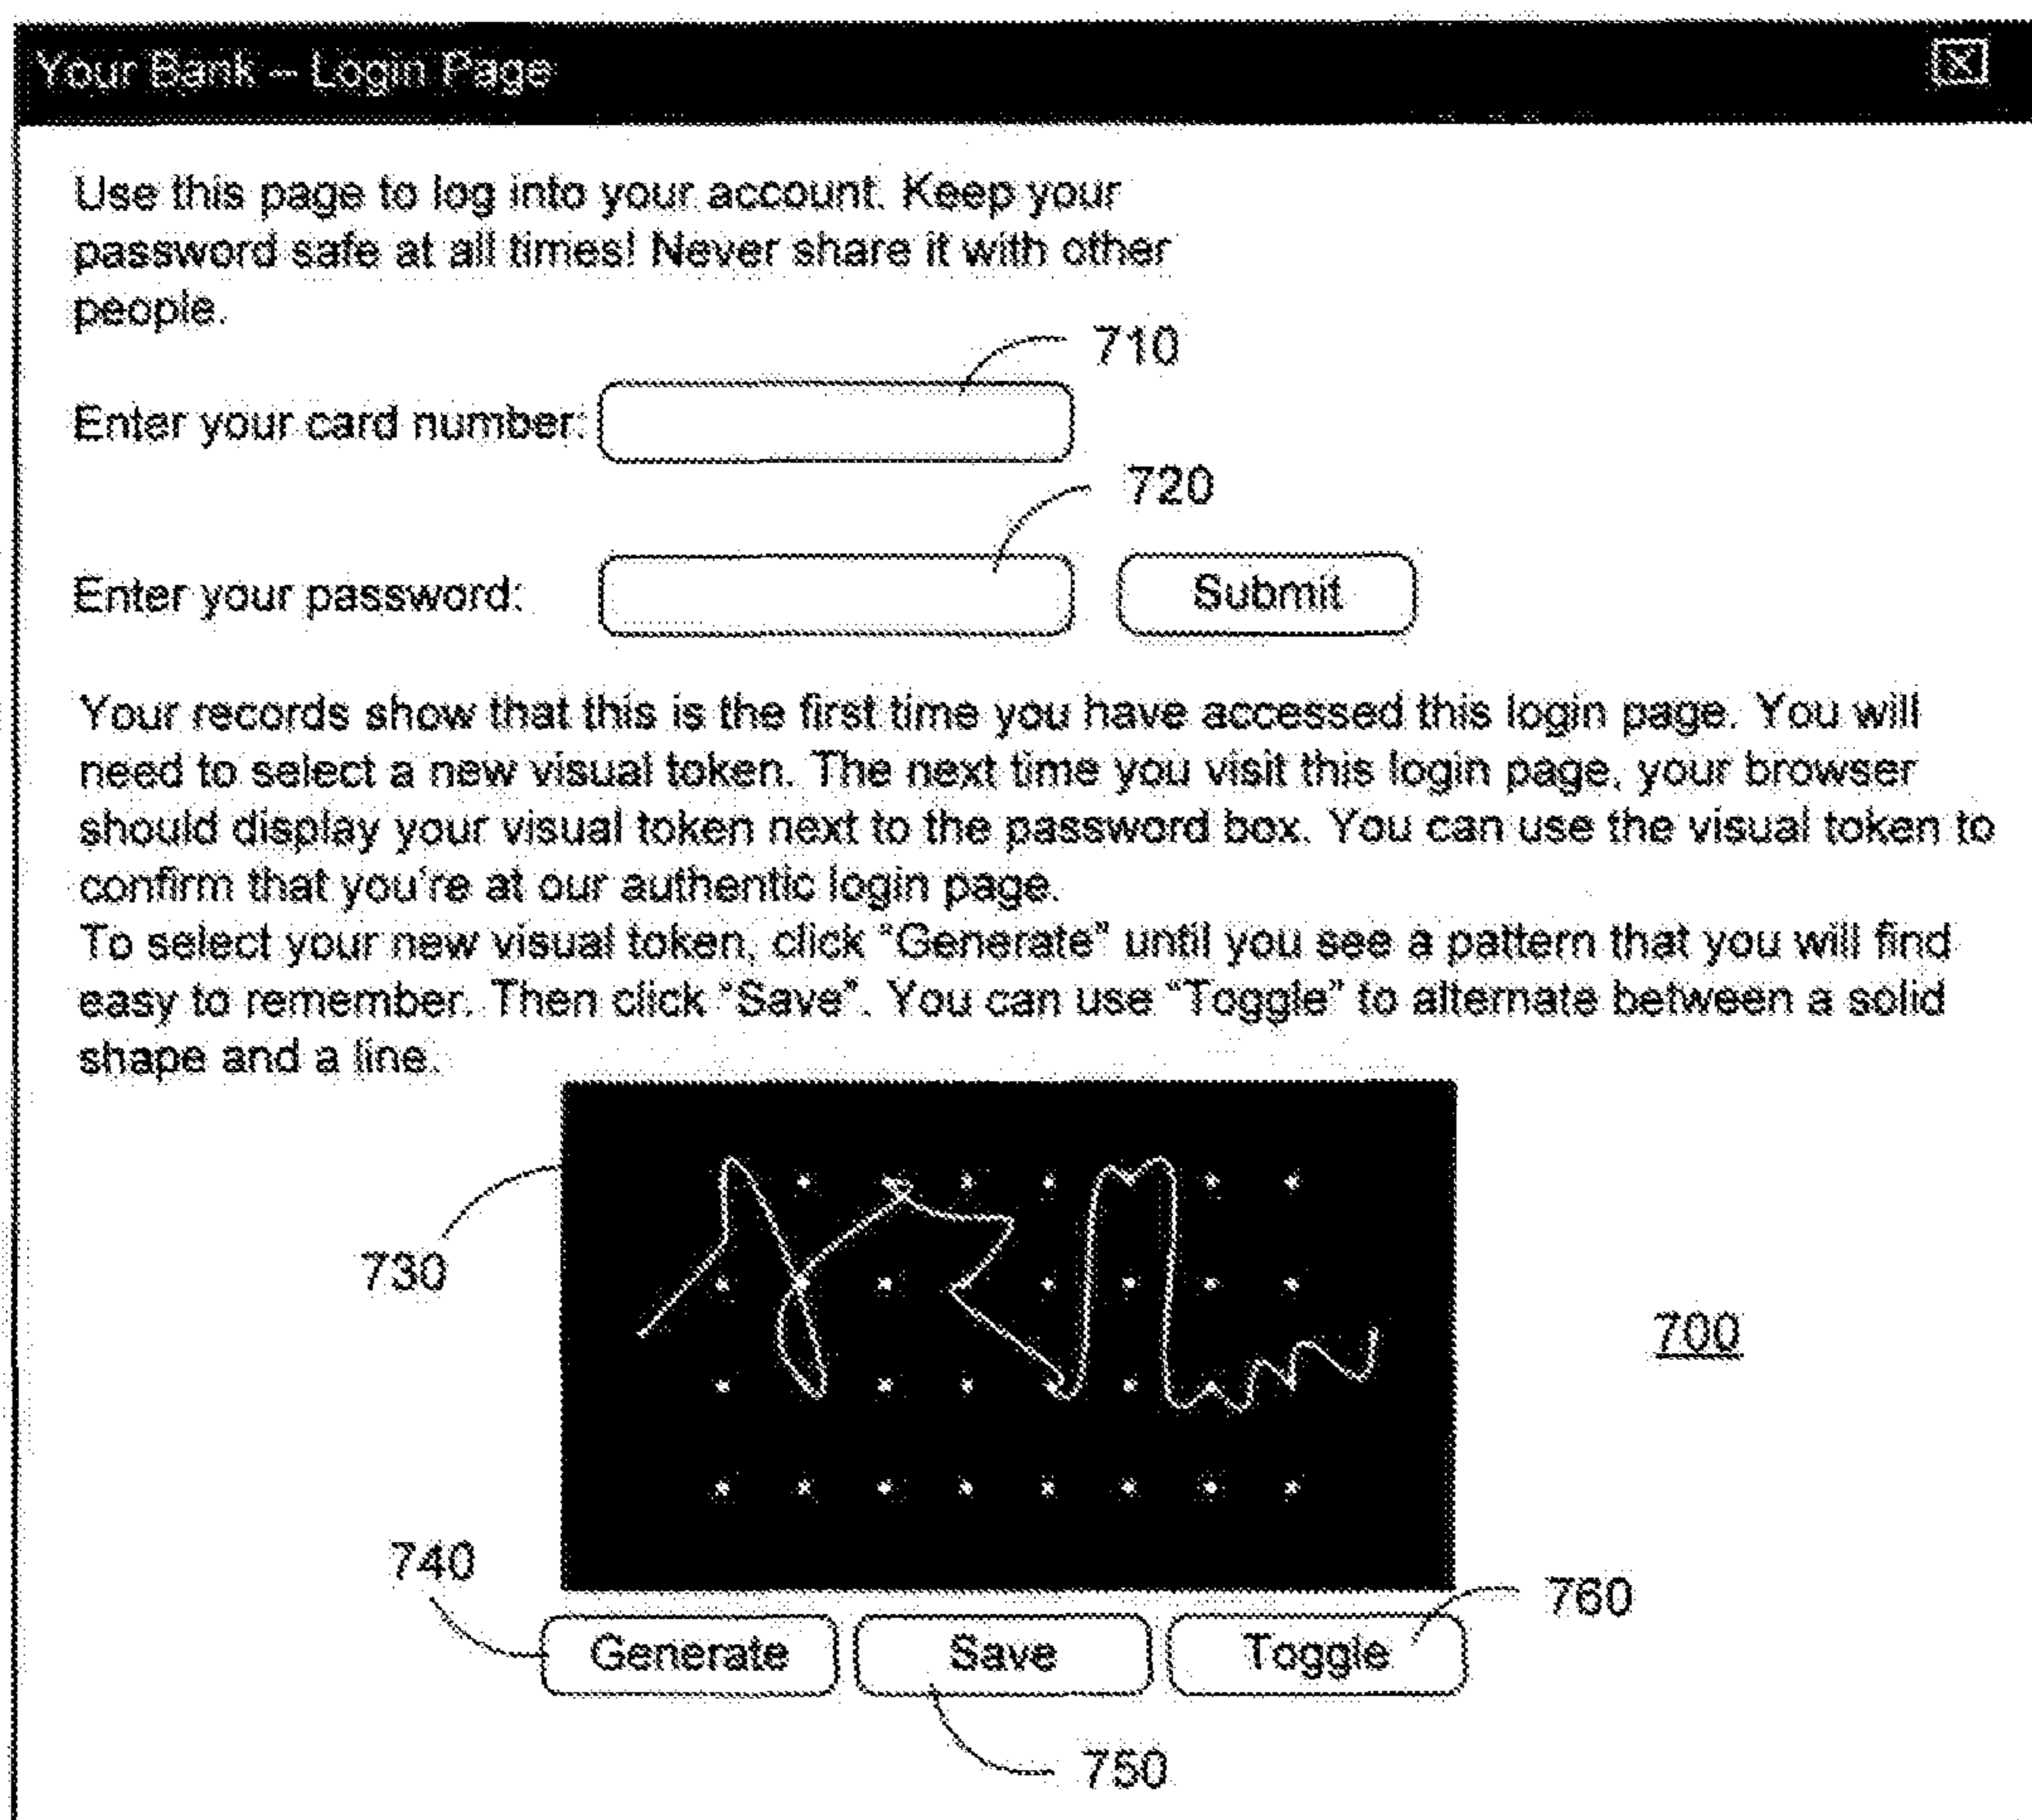 Your Bank – Login Page
X
Use this page to log into your account. Keep your
password safe at all times! Never share it with other
people.
710
Enter your card number:
720
Enter your password:
Submit
Your records show that this is the first time you have accessed this login page. You will
need to select a new visual token. The next time you visit this login page, your browser
should display your visual token next to the password box. You can use the visual token to
confirm that you're at our authentic login page.
To select your new visual token, click “Generate” until you see a pattern that you will find
easy to remember. Then click “Save”. You can use “Toggle” to alternate between a solid
shape and a line.
730
700
740
760
Generate
Save
Toggle
750